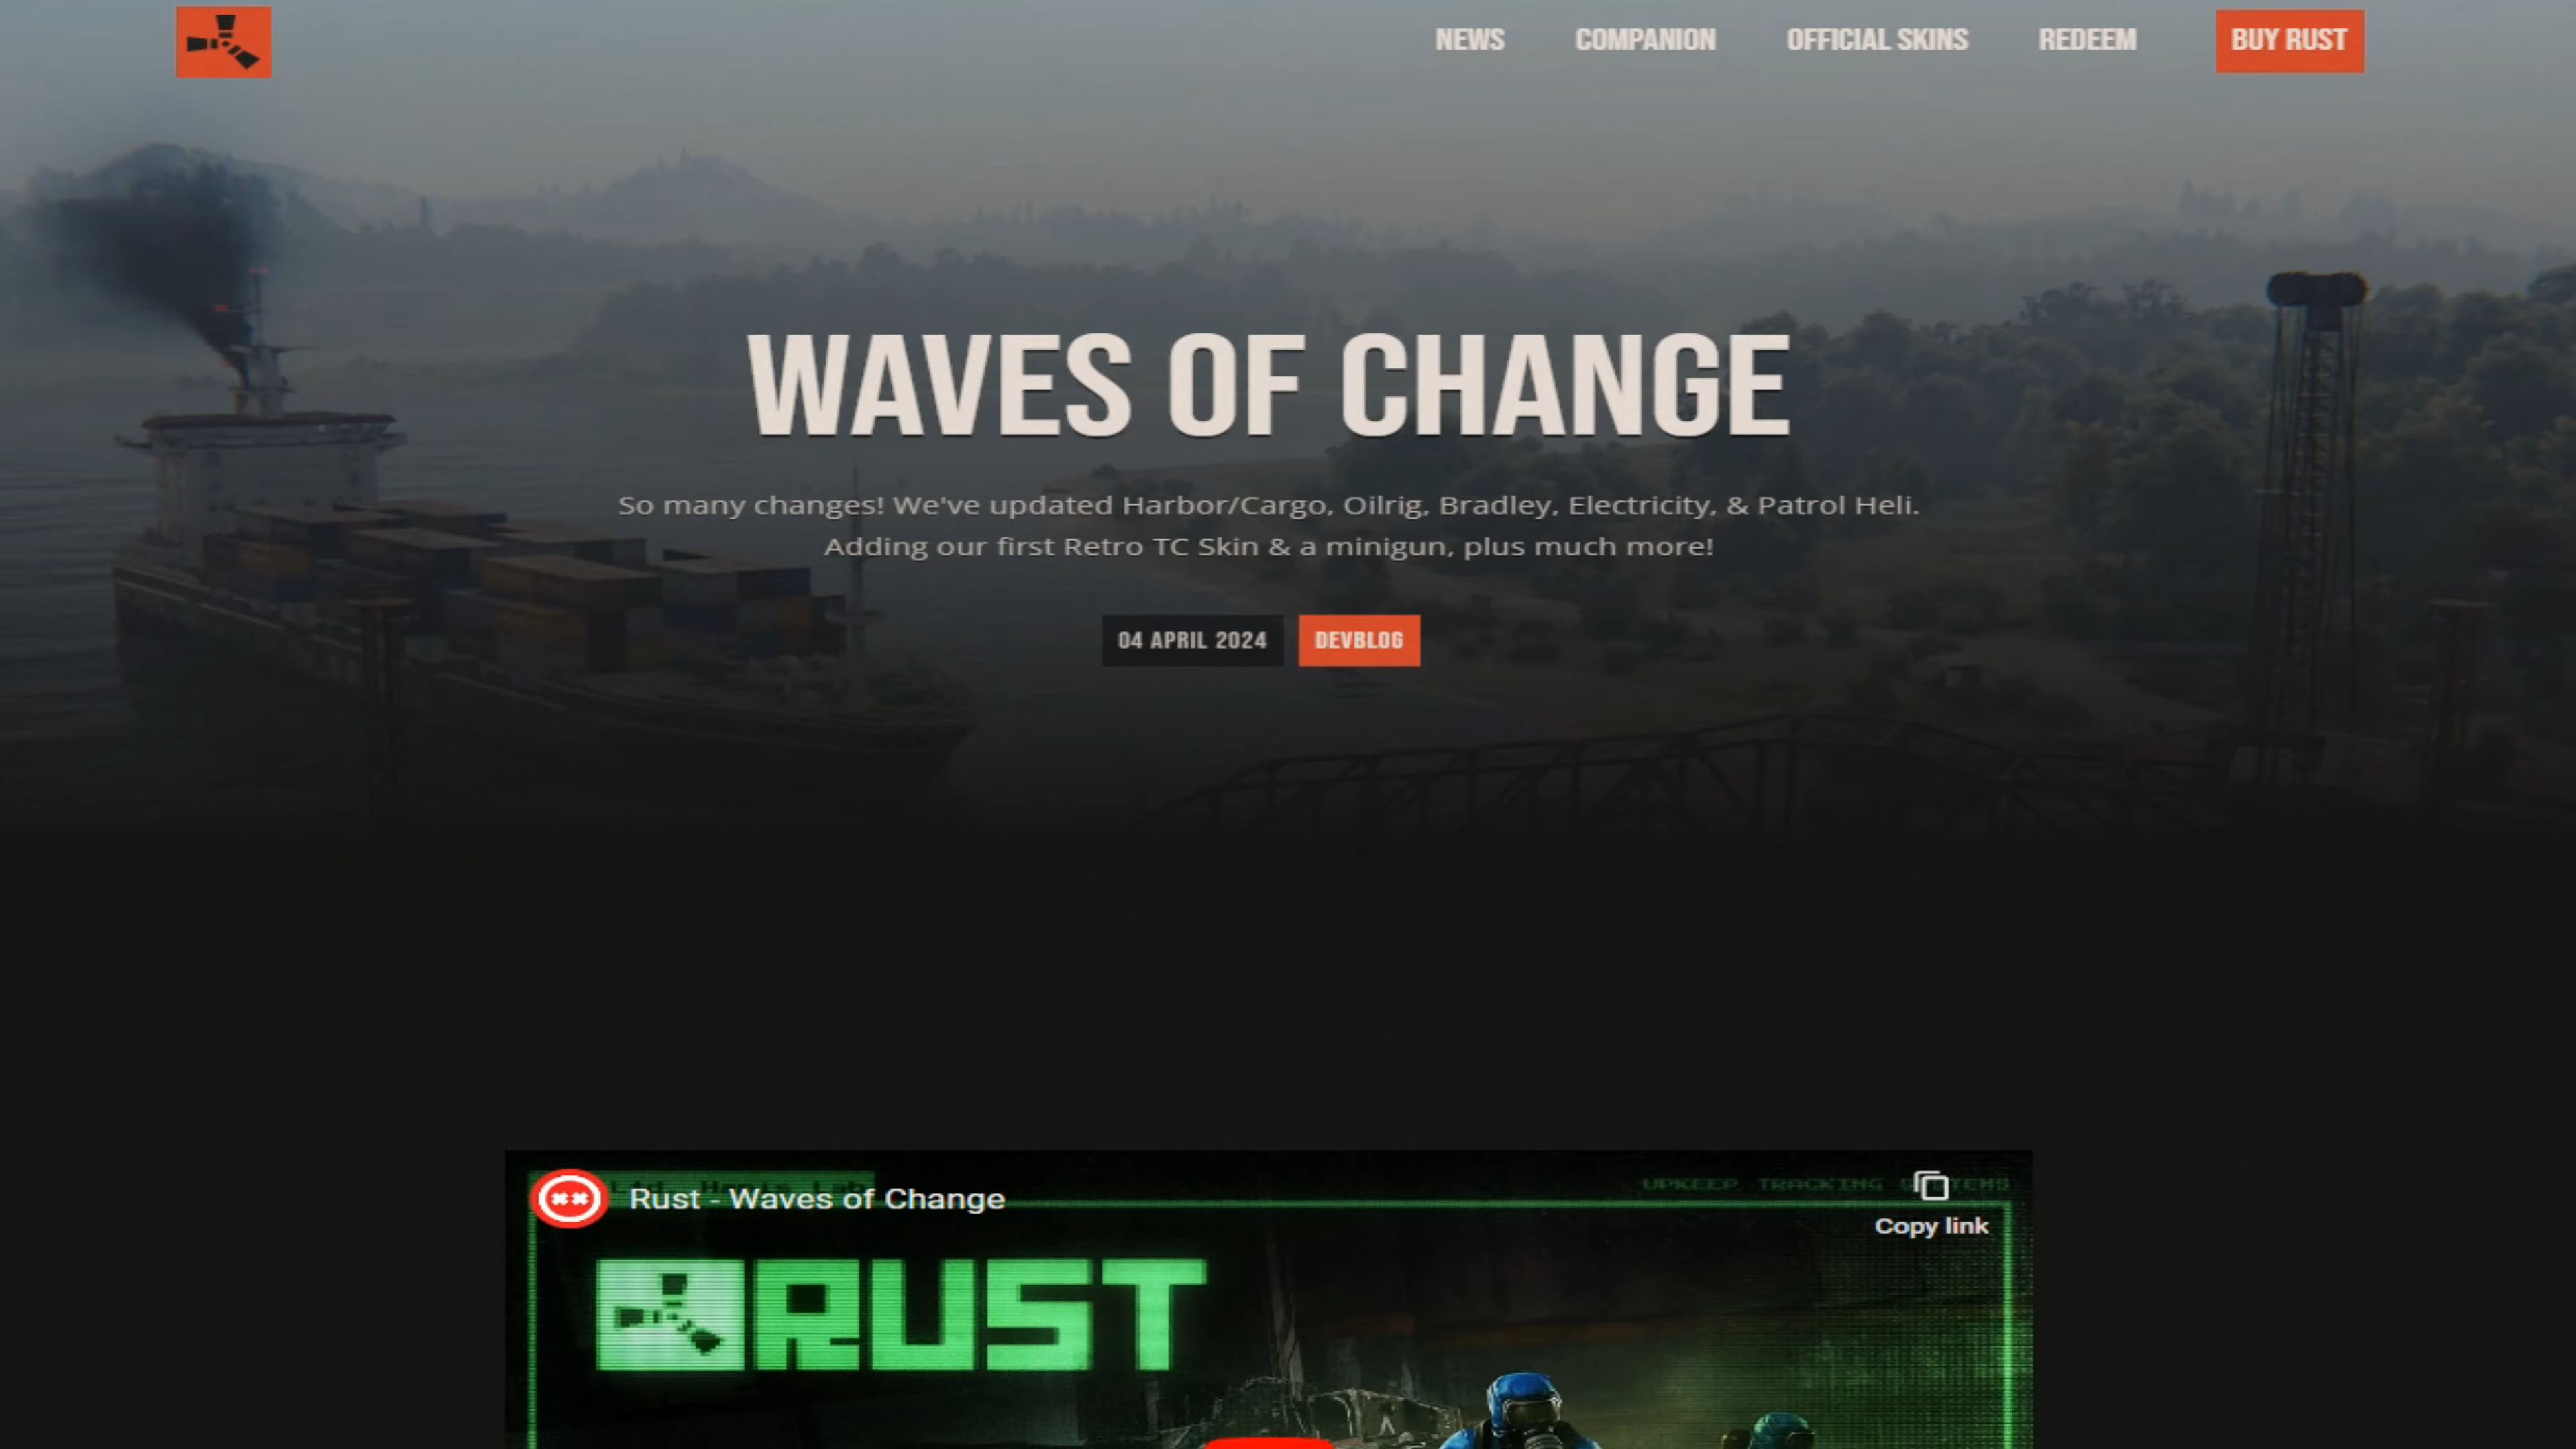 NEWS COMPANION OFFICIAL SKINS REDEEM BUY RUST
WAVES OF CHANGE
So many changes! We've updated Harbor/Cargo, Oilrig, Bradley, Electricity, & Patrol Heli.
Adding our first Retro TC Skin & a minigun, plus much more!
04 APRIL 2024 DEVBLOG
Rust - Waves of Change
UPKEEP TRACKING
Copy link
RUST